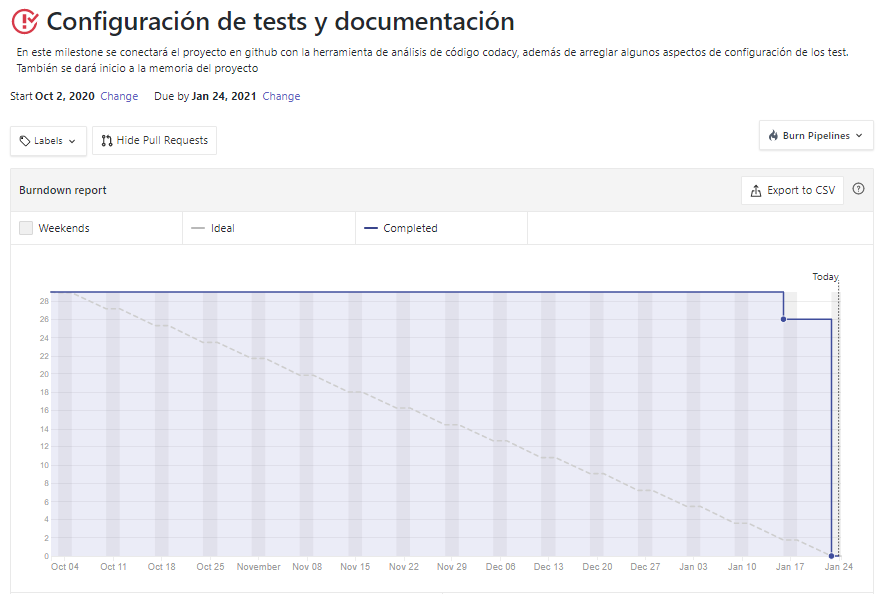 Configuración de tests y documentación
En este milestone se conectará el proyecto en github con la herramienta de análisis de código codacy, además de arreglar algunos aspectos de configuración de los test.
También se dará inicio a la memoria del proyecto
Start Oct 2, 2020 Change Due by Jan 24, 2021 Change
Labels Hide Pull Requests Burn Pipelines
Burndown report Export to CSV
Weekends Ideal Completed
Today
28
26
24
22
20
18
16
14
12
10
8
6
4
2
0
Oct 04 Oct 11 Oct 18 Oct 25 November Nov 08 Nov 15 Nov 22 Nov 29 Dec 06 Dec 13 Dec 20 Dec 27 Jan 03 Jan 10 Jan 17 Jan 24